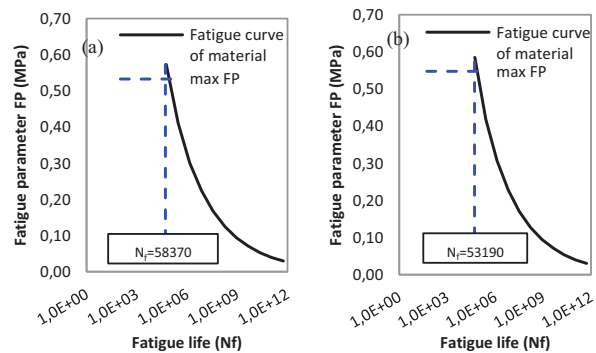 (a)
Fatigue parameter FP (MPa)
0,70
0,60
0,50
0,40
0,30
0,20
0,10
0,00
Fatigue curve
of material
max FP
N_f=58370
1,0E+00
1,0E+03
1,0E+06
1,0E+09
1,0E+12
Fatigue life (Nf)
(b)
Fatigue parameter FP (MPa)
0,70
0,60
0,50
0,40
0,30
0,20
0,10
0,00
Fatigue curve
of material
max FP
N_f=53190
1,0E+00
1,0E+03
1,0E+06
1,0E+09
1,0E+12
Fatigue life (Nf)